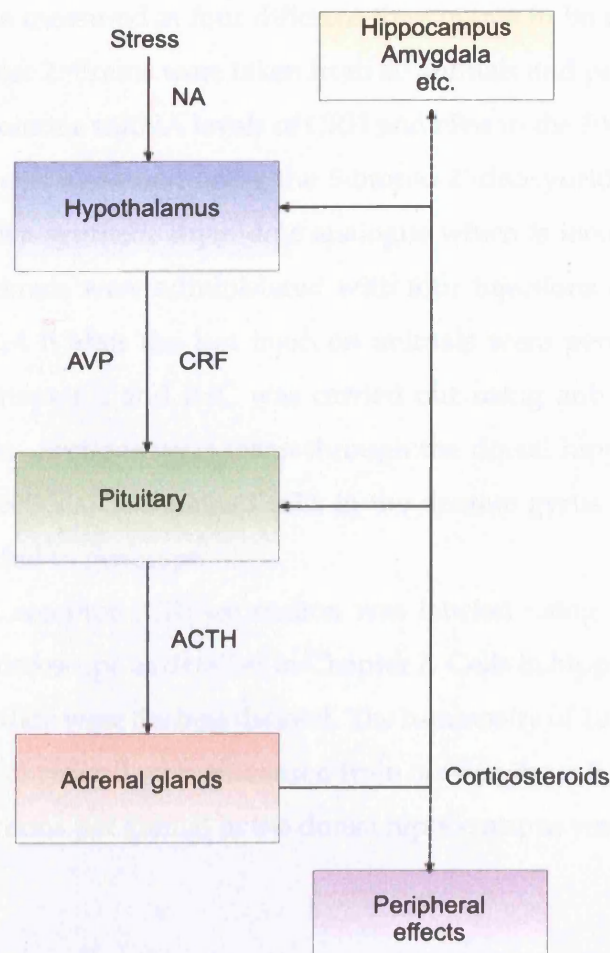 Stress
Hippocampus
Amygdala
etc.
NA
Hypothalamus
AVP CRF
Pituitary
ACTH
Adrenal glands
Corticosteroids
Peripheral
effects